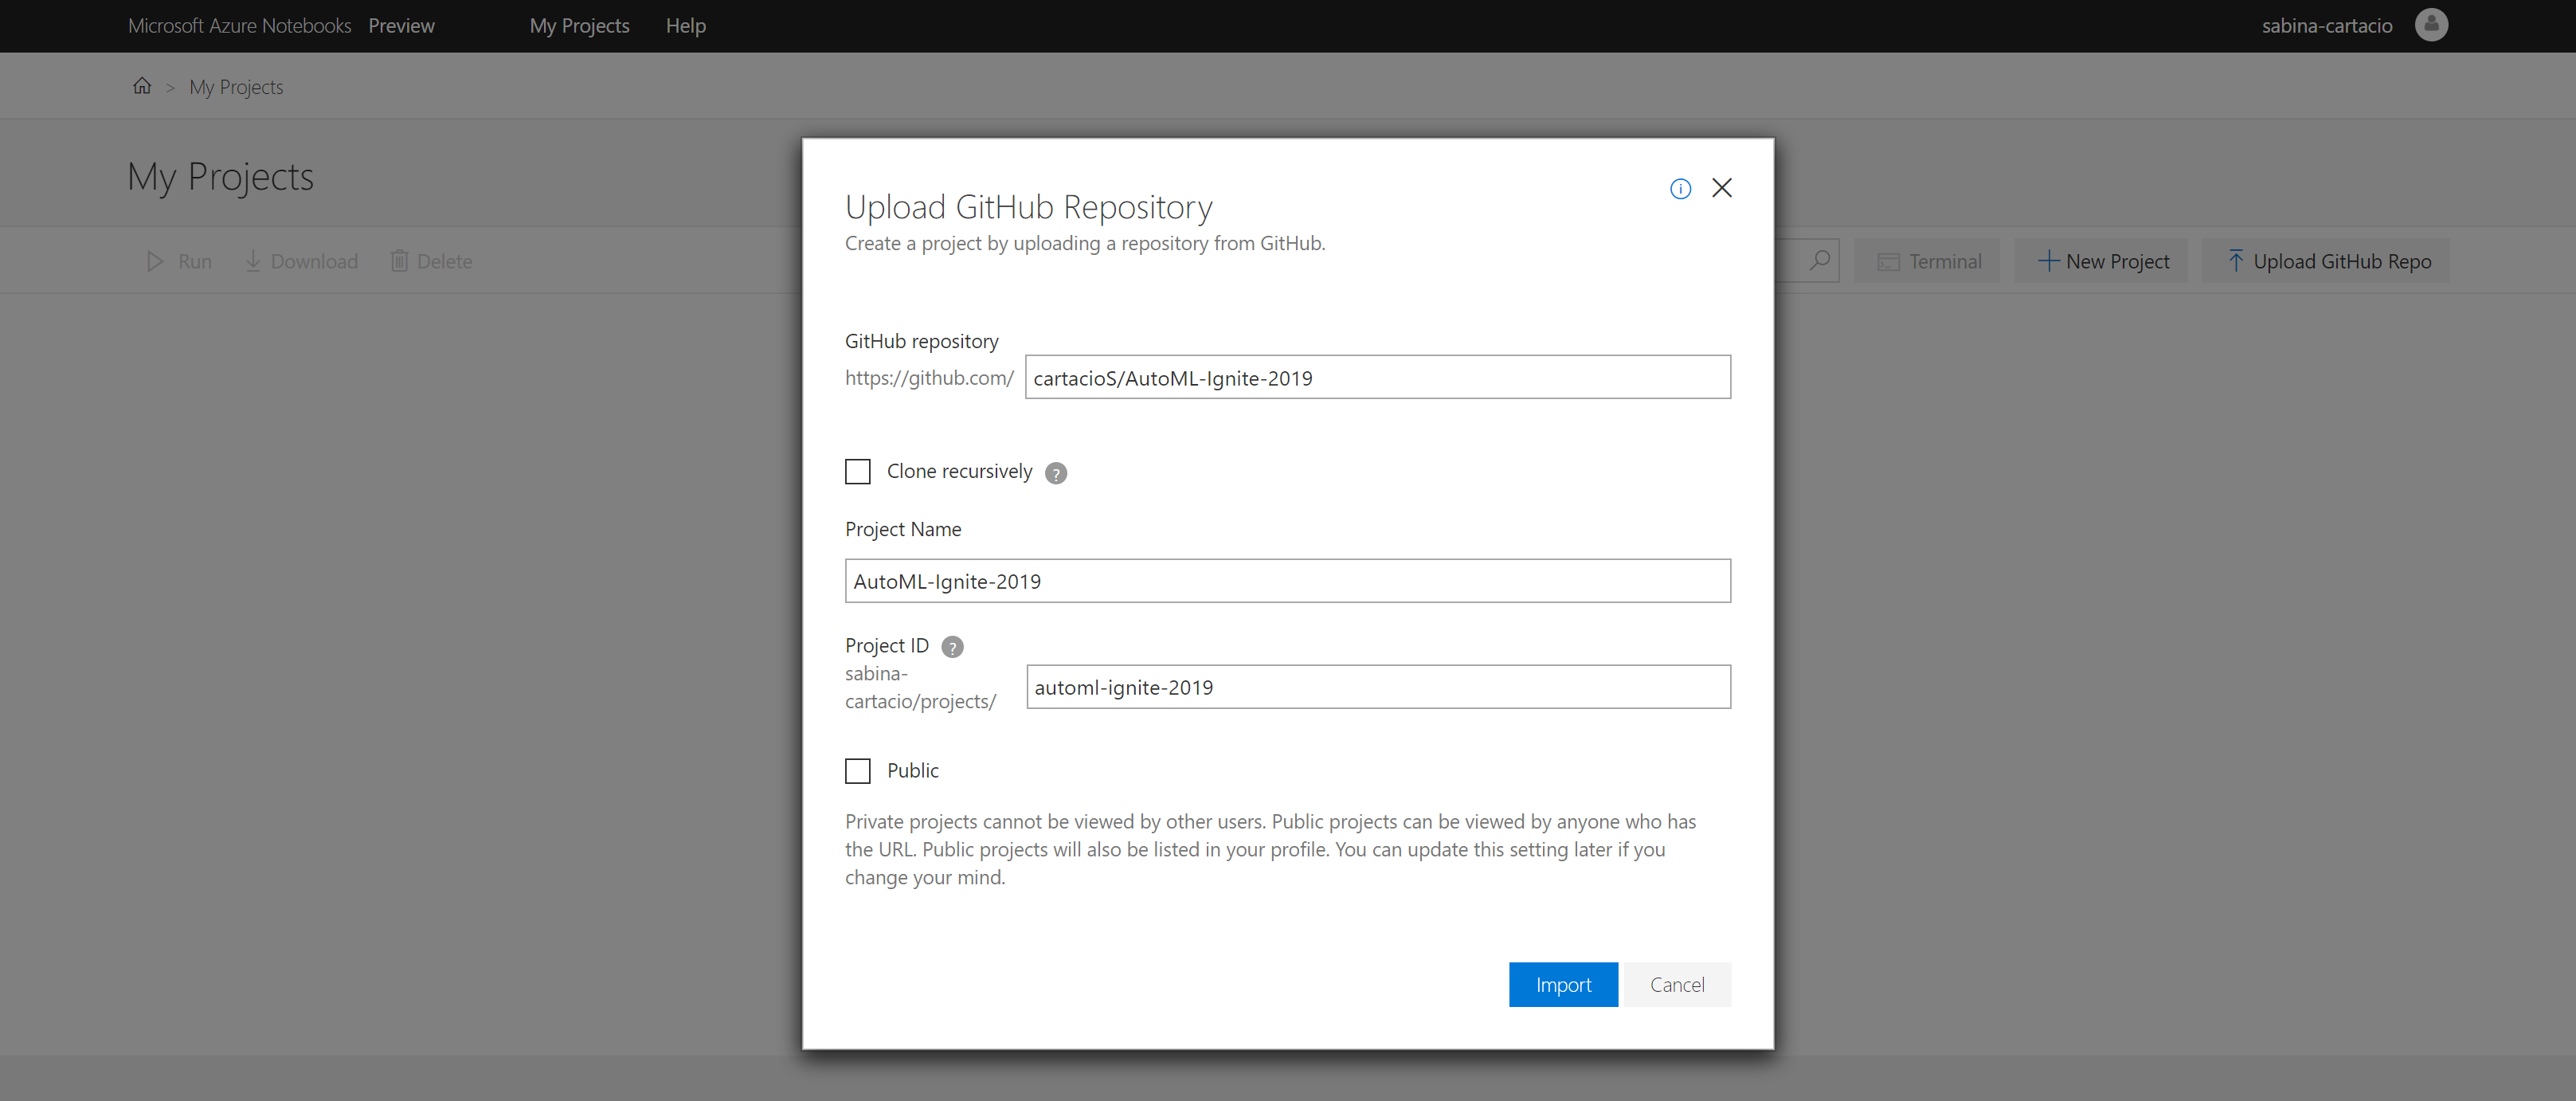 Microsoft Azure Notebooks Preview My Projects Help sabina-cartacio
> My Projects
My Projects
Run Download Delete Terminal New Project Upload GitHub Repo
Upload GitHub Repository
Create a project by uploading a repository from GitHub.
GitHub repository
https://github.com/ cartacioS/AutoML-Ignite-2019
Clone recursively ?
Project Name
AutoML-Ignite-2019
Project ID ?
sabina-
cartacio/projects/
automl-ignite-2019
Public
Private projects cannot be viewed by other users. Public projects can be viewed by anyone who has
the URL. Public projects will also be listed in your profile. You can update this setting later if you
change your mind.
Import Cancel